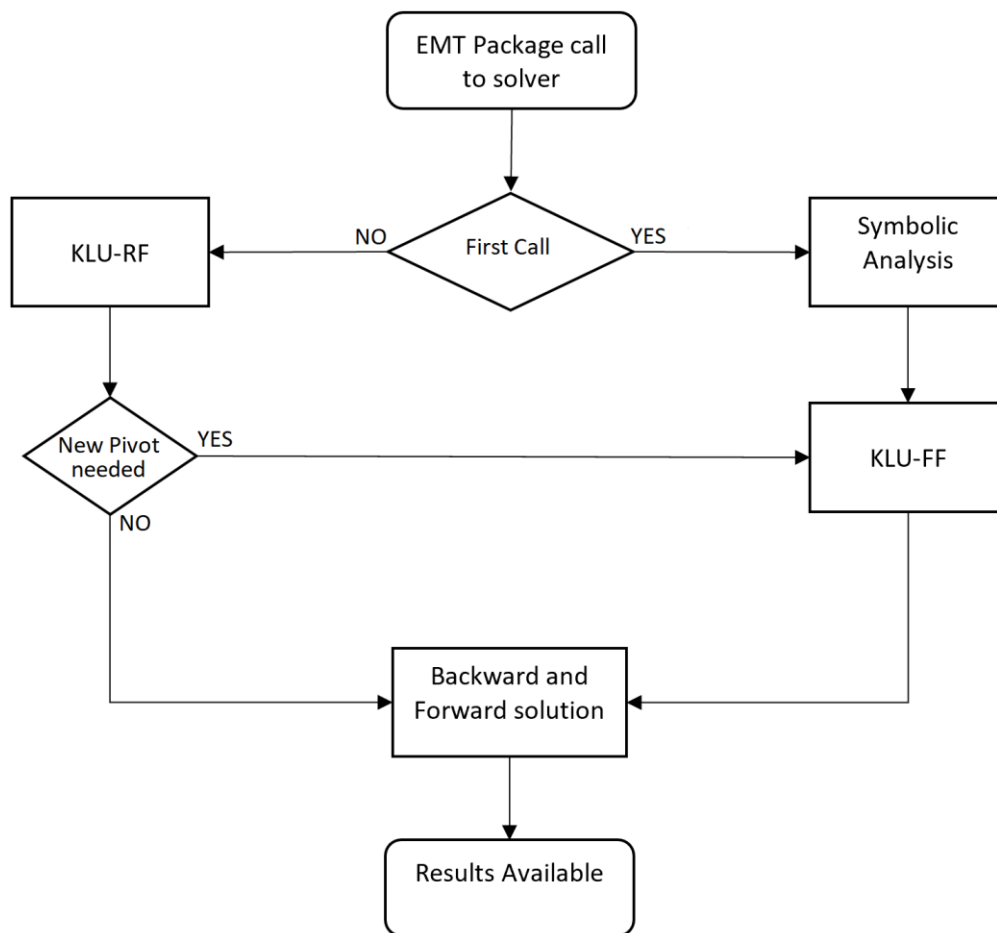 EMT Package call
to solver
KLU-RF
NO
First Call
YES
Symbolic
Analysis
New Pivot
needed
YES
KLU-FF
NO
Backward and
Forward solution
Results Available